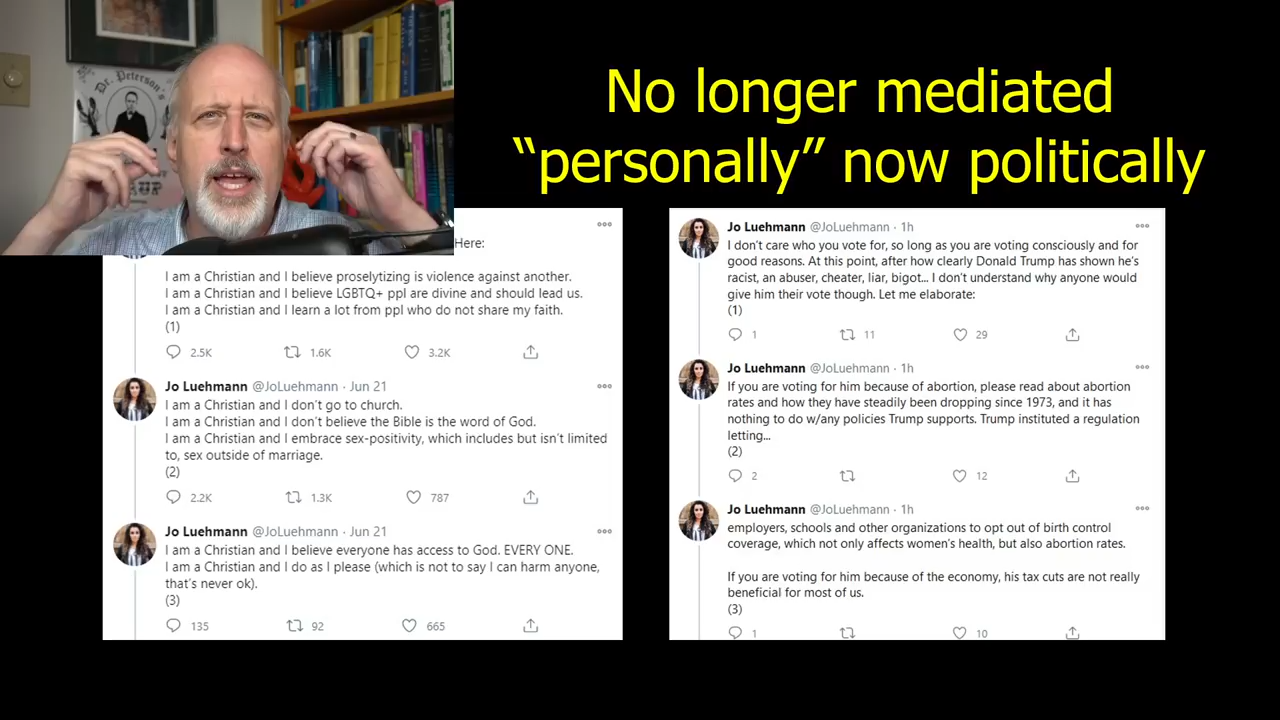 Dr. Peterson's
No longer mediated
“personally” now politically
Here:
I am a Christian and I believe proselytizing is violence against another.
I am a Christian and I believe LGBTQ+ ppl are divine and should lead us.
I am a Christian and I learn a lot from ppl who do not share my faith.
(1)
2.5K 1.6K 3.2K
Jo Luehmann @JoLuehmann · Jun 21
I am a Christian and I don't go to church.
I am a Christian and I don't believe the Bible is the word of God.
I am a Christian and I embrace sex-positivity, which includes but isn't limited
to, sex outside of marriage.
(2)
2.2K 1.3K 787
Jo Luehmann @JoLuehmann · Jun 21
I am a Christian and I believe everyone has access to God. EVERY ONE.
I am a Christian and I do as I please (which is not to say I can harm anyone,
that's never ok).
(3)
135 92 665
Jo Luehmann @JoLuehmann · 1h
I don't care who you vote for, so long as you are voting consciously and for
good reasons. At this point, after how clearly Donald Trump has shown he's
racist, an abuser, cheater, liar, bigot... I don't understand why anyone would
give him their vote though. Let me elaborate:
(1)
1 11 29
Jo Luehmann @JoLuehmann · 1h
If you are voting for him because of abortion, please read about abortion
rates and how they have steadily been dropping since 1973, and it has
nothing to do w/any policies Trump supports. Trump instituted a regulation
letting...
(2)
2 12
Jo Luehmann @JoLuehmann · 1h
employers, schools and other organizations to opt out of birth control
coverage, which not only affects women's health, but also abortion rates.
If you are voting for him because of the economy, his tax cuts are not really
beneficial for most of us.
(3)
1 10